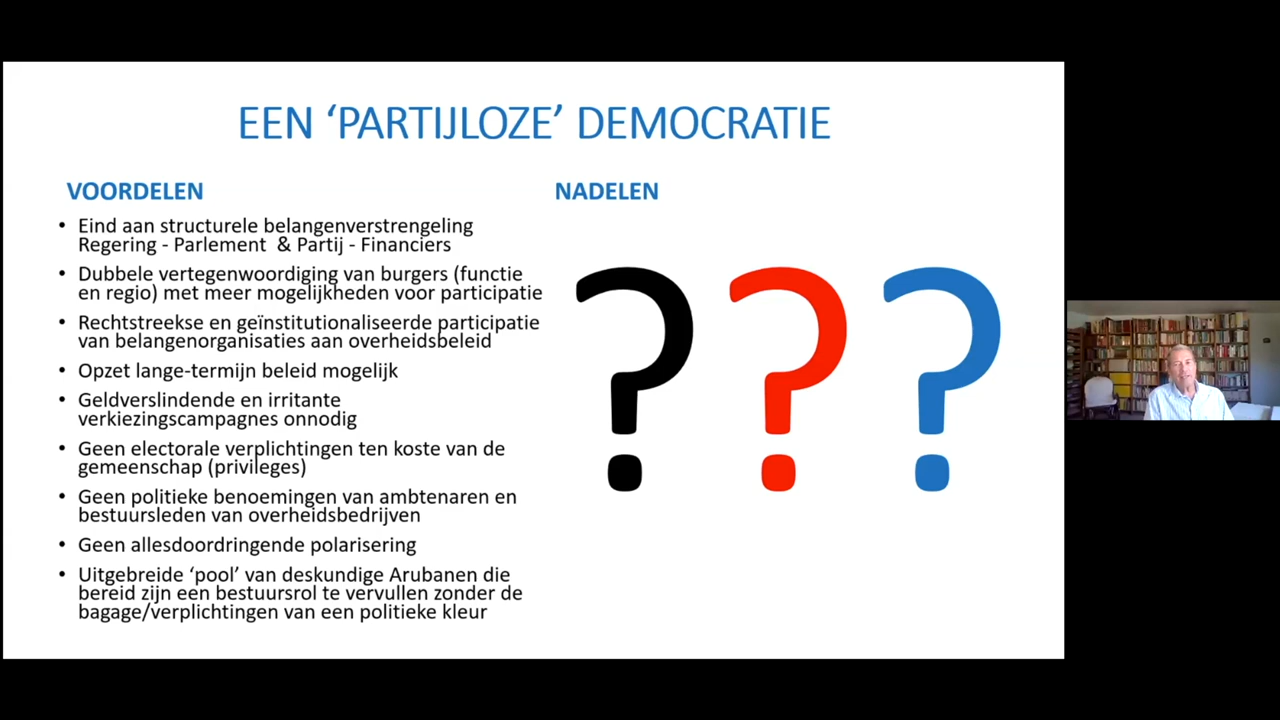 EEN ‘PARTIJLOZE’ DEMOCRATIE
VOORDELEN
• Eind aan structurele belangenverstrengeling
Regering - Parlement & Partij - Financiers
• Dubbele vertegenwoordiging van burgers (functie
en regio) met meer mogelijkheden voor participatie
• Rechtstreekse en geïnstitutionaliseerde participatie
van belangenorganisaties aan overheidsbeleid
• Opzet lange-termijn beleid mogelijk
• Geldverslindende en irritante
verkiezingscampagnes onnodig
• Geen electorale verplichtingen ten koste van de
gemeenschap (privileges)
• Geen politieke benoemingen van ambtenaren en
bestuursleden van overheidsbedrijven
• Geen allesdoordringende polarisering
• Uitgebreide ‘pool’ van deskundige Arubanen die
bereid zijn een bestuursrol te vervullen zonder de
bagage/verplichtingen van een politieke kleur
NADELEN
???